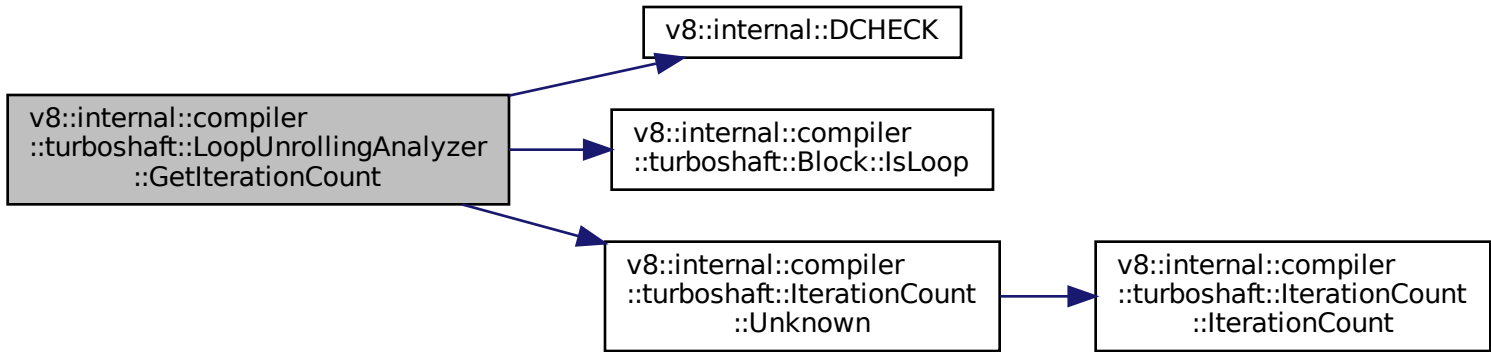 v8::internal::DCHECK
v8::internal::compiler
::turboshaft::LoopUnrollingAnalyzer
::GetIterationCount
v8::internal::compiler
::turboshaft::Block::IsLoop
v8::internal::compiler
::turboshaft::IterationCount
::Unknown
v8::internal::compiler
::turboshaft::IterationCount
::IterationCount